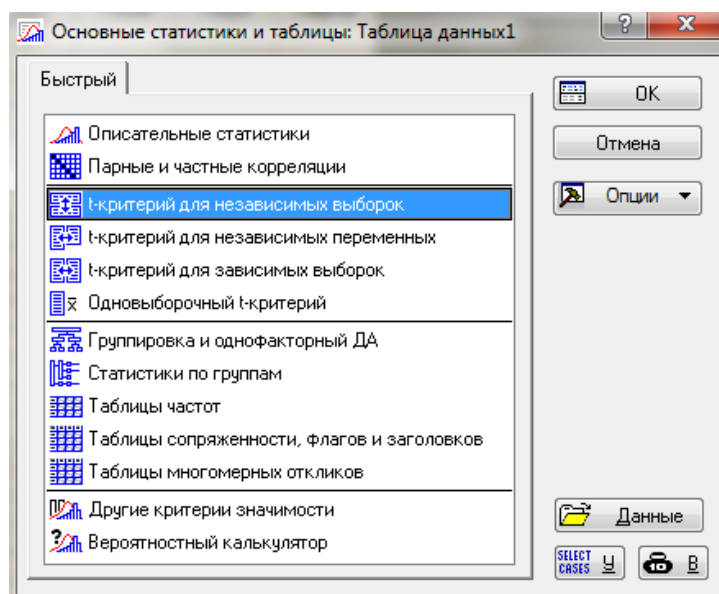 Основные статистики и таблицы: Таблица данных1
? X
Быстрый
Описательные статистики
Парные и частные корреляции
t-критерий для независимых выборок
t-критерий для независимых переменных
t-критерий для зависимых выборок
Одновыборочный t-критерий
Группировка и однофакторный ДА
Статистики по группам
Таблицы частот
Таблицы сопряженности, флагов и заголовков
Таблицы многомерных откликов
Другие критерии значимости
Вероятностный калькулятор
OK
Отмена
Опции
Данные
SELECT CASES У
В